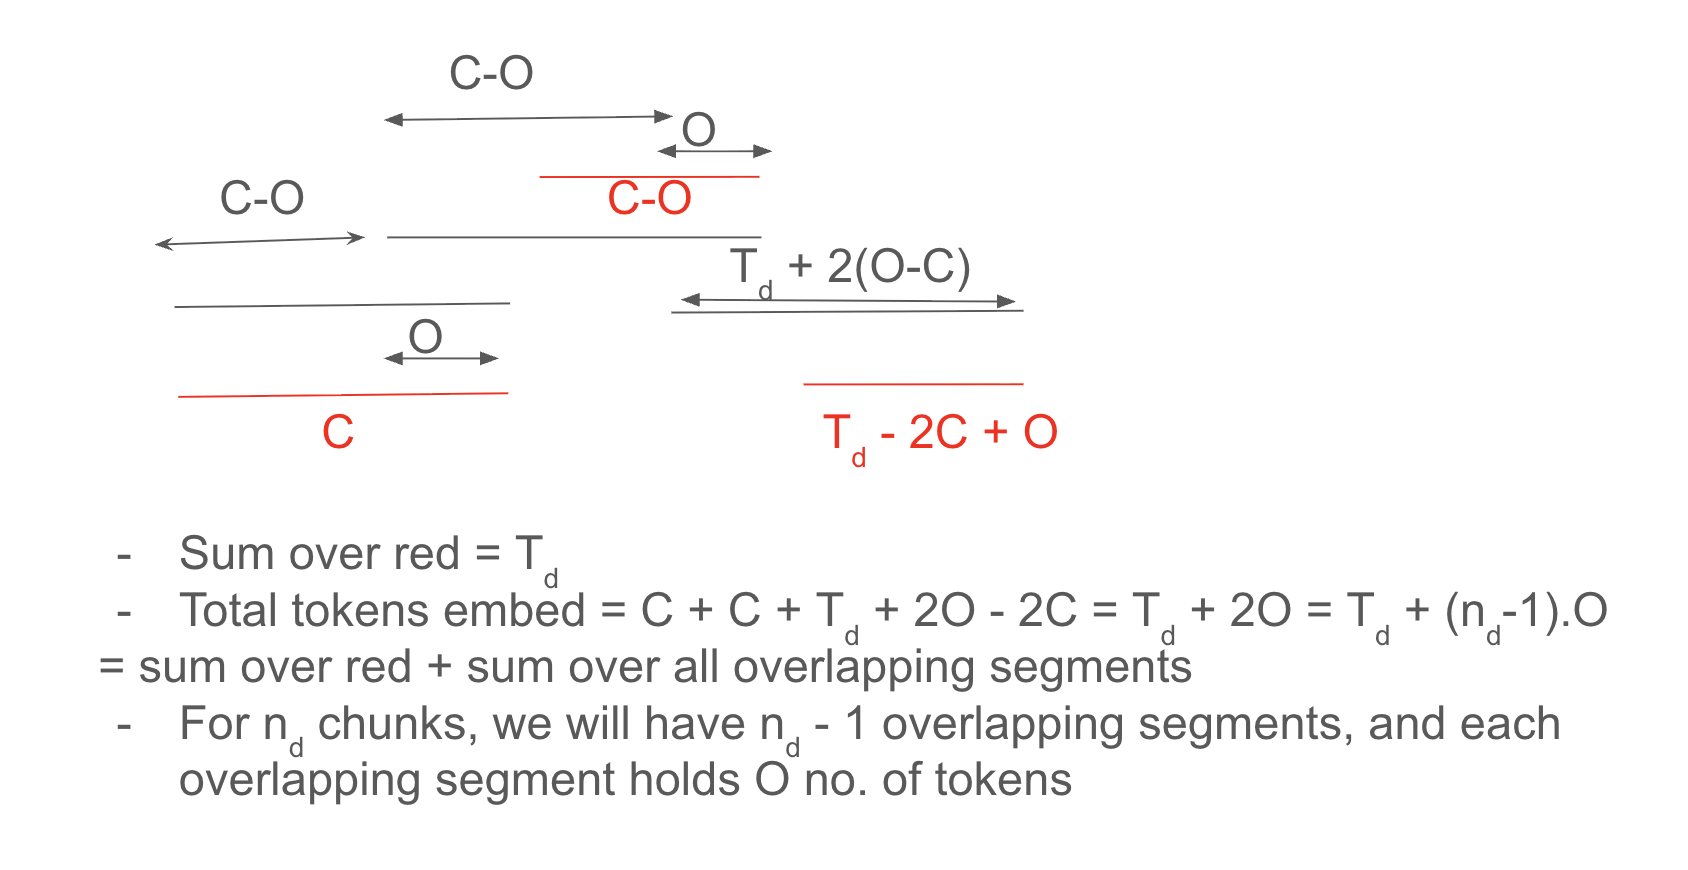 C-O
O
C-O
C-O
T_d + 2(O-C)
O
C
T_d - 2C + O
- Sum over red = T_d
- Total tokens embed = C + C + T_d + 2O - 2C = T_d + 2O = T_d + (n_d-1).O
= sum over red + sum over all overlapping segments
- For n_d chunks, we will have n_d - 1 overlapping segments, and each
overlapping segment holds O no. of tokens